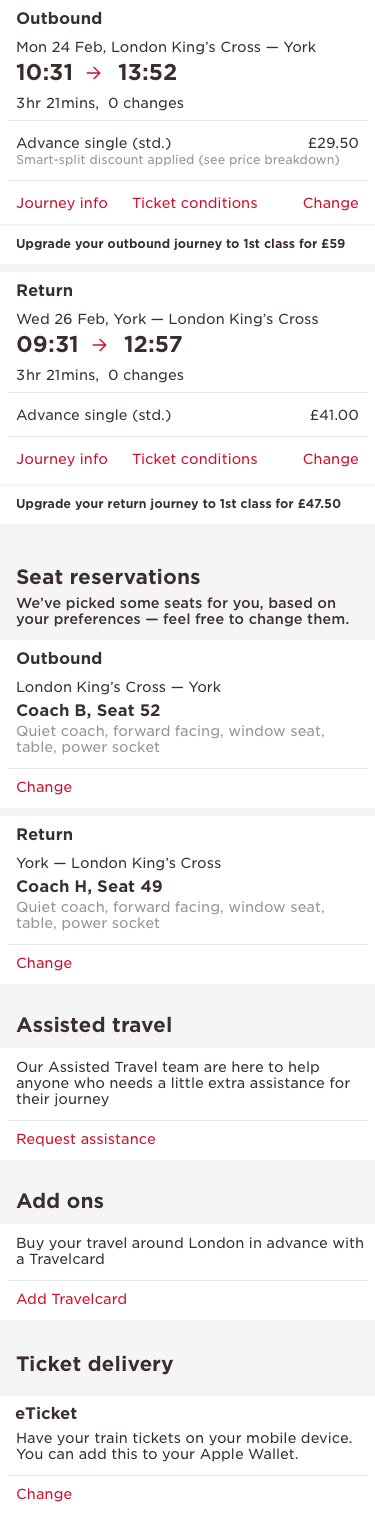 Outbound
Mon 24 Feb, London King's Cross — York
10:31 → 13:52
3hr 21mins, 0 changes
Advance single (std.) £29.50
Smart-split discount applied (see price breakdown)
Journey info Ticket conditions Change
Upgrade your outbound journey to 1st class for £59
Return
Wed 26 Feb, York — London King's Cross
09:31 → 12:57
3hr 21mins, 0 changes
Advance single (std.) £41.00
Journey info Ticket conditions Change
Upgrade your return journey to 1st class for £47.50
Seat reservations
We've picked some seats for you, based on
your preferences — feel free to change them.
Outbound
London King's Cross — York
Coach B, Seat 52
Quiet coach, forward facing, window seat,
table, power socket
Change
Return
York — London King's Cross
Coach H, Seat 49
Quiet coach, forward facing, window seat,
table, power socket
Change
Assisted travel
Our Assisted Travel team are here to help
anyone who needs a little extra assistance for
their journey
Request assistance
Add ons
Buy your travel around London in advance with
a Travelcard
Add Travelcard
Ticket delivery
eTicket
Have your train tickets on your mobile device.
You can add this to your Apple Wallet.
Change